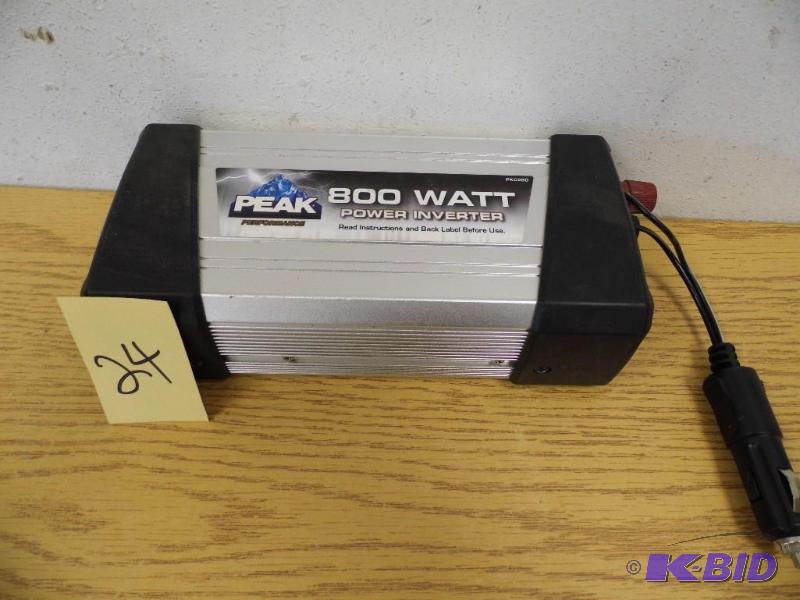 800 WATT
POWER INVERTER
PEAK
PERFORMANCE
Read Instructions and Back Label Before Use.
24
© K-BID